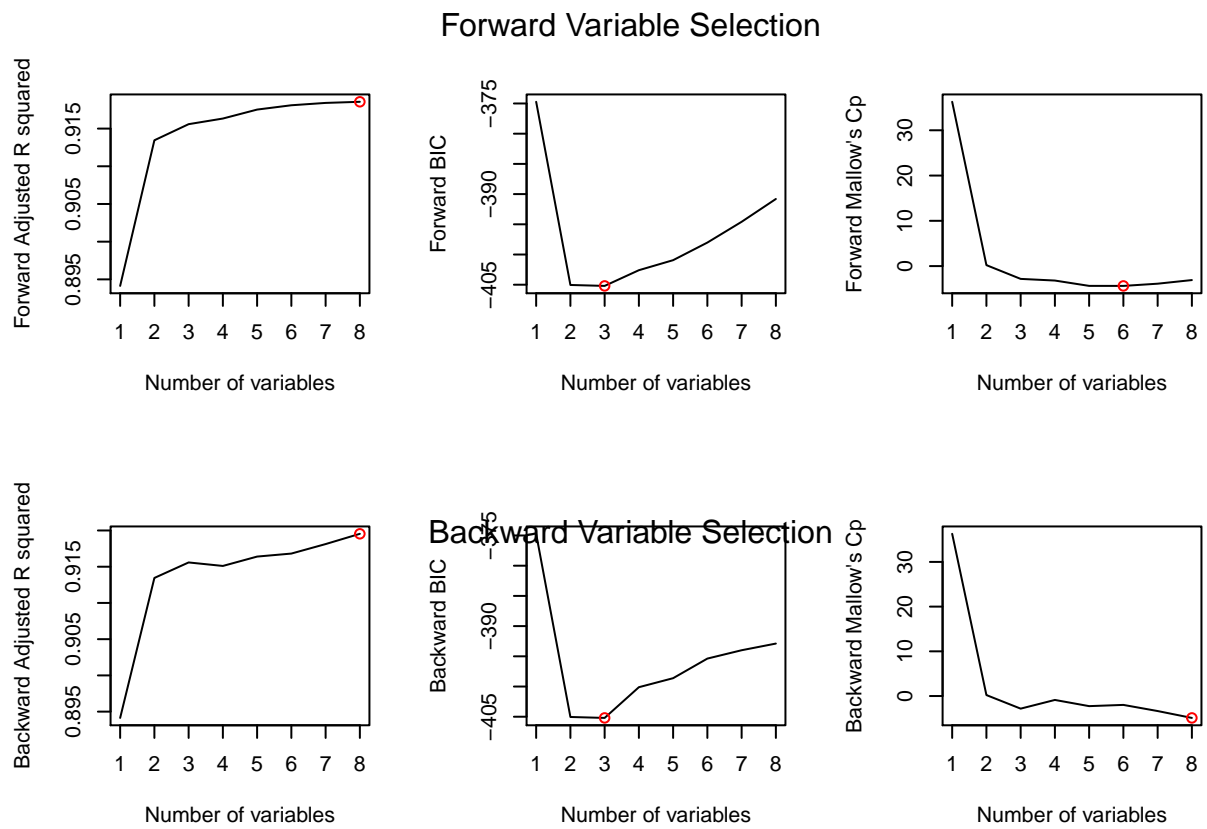 Forward Variable Selection
Forward Adjusted R squared
0.895
0.905
0.915
1 2 3 4 5 6 7 8
Number of variables
Forward BIC
−405
−390
−375
1 2 3 4 5 6 7 8
Number of variables
Forward Mallow's Cp
0
10
20
30
1 2 3 4 5 6 7 8
Number of variables
Backward Variable Selection
Backward Adjusted R squared
0.895
0.905
0.915
1 2 3 4 5 6 7 8
Number of variables
Backward BIC
−405
−390
−375
1 2 3 4 5 6 7 8
Number of variables
Backward Mallow's Cp
0
10
20
30
1 2 3 4 5 6 7 8
Number of variables